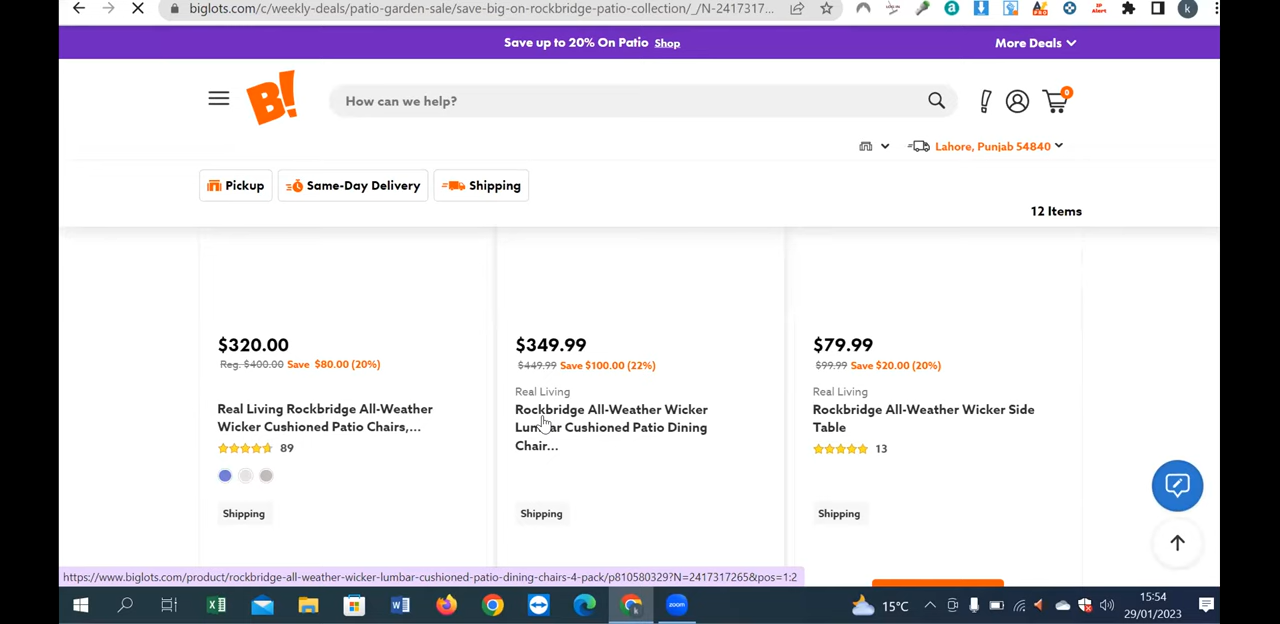 biglots.com/c/weekly-deals/patio-garden-sale/save-big-on-rockbridge-patio-collection/_/N-2417317...
k
Save up to 20% On Patio Shop
More Deals
B!
How can we help?
0
Lahore, Punjab 54840
Pickup
Same-Day Delivery
Shipping
12 Items
$320.00
Reg. $400.00 Save $80.00 (20%)
Real Living Rockbridge All-Weather
Wicker Cushioned Patio Chairs,...
89
Shipping
$349.99
$449.99 Save $100.00 (22%)
Real Living
Rockbridge All-Weather Wicker
Lumbar Cushioned Patio Dining
Chair...
Shipping
$79.99
$99.99 Save $20.00 (20%)
Real Living
Rockbridge All-Weather Wicker Side
Table
13
Shipping
https://www.biglots.com/product/rockbridge-all-weather-wicker-lumbar-cushioned-patio-dining-chairs-4-pack/p810580329?N=2417317265&pos=1:2
zoom
15°C
15:54
29/01/2023